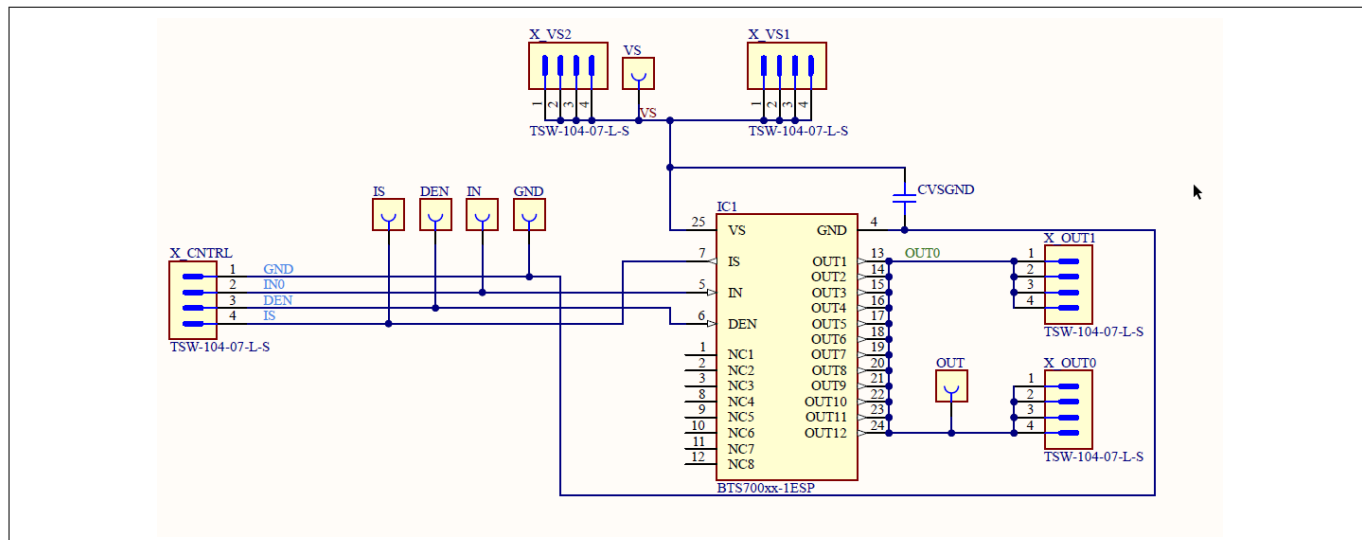 X_VS2
VS
X_VS1
1
2
3
4
VS
1
2
3
4
TSW-104-07-L-S
TSW-104-07-L-S
IS
DEN
IN
GND
CVSGND
IC1
25
VS
GND
4
X_CNTRL
1
GND
2
IN0
3
DEN
4
IS
TSW-104-07-L-S
7
IS
5
IN
6
DEN
1
NC1
2
NC2
3
NC3
8
NC4
9
NC5
10
NC6
11
NC7
12
NC8
OUT1
13
OUT0
OUT2
14
OUT3
15
OUT4
16
OUT5
17
OUT6
18
OUT7
19
OUT8
20
OUT9
21
OUT10
22
OUT11
23
OUT12
24
BTS700xx-1ESP
X_OUT1
1
2
3
4
TSW-104-07-L-S
OUT
X_OUT0
1
2
3
4
TSW-104-07-L-S